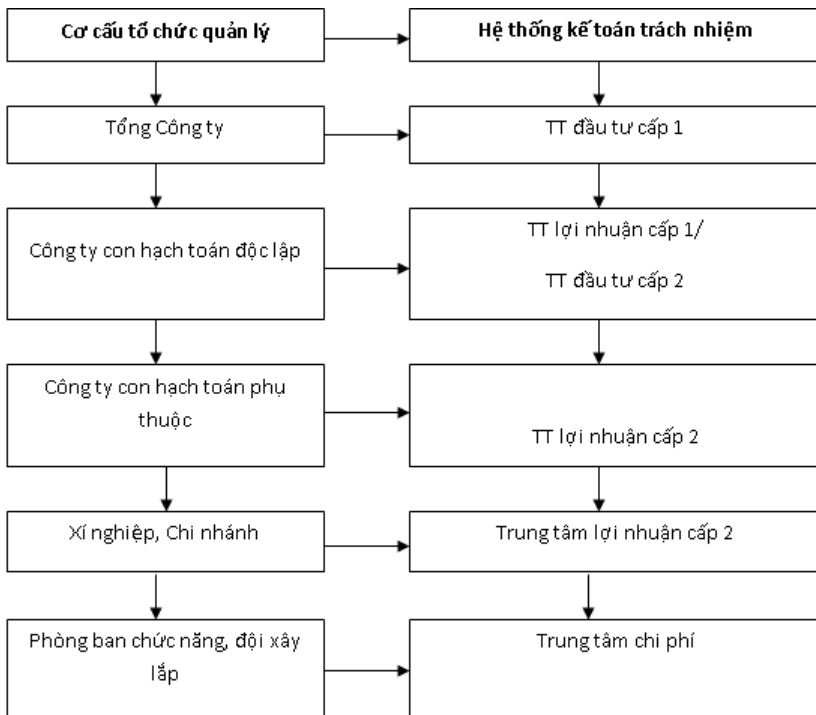 Cơ cấu tổ chức quản lý
Hệ thống kế toán trách nhiệm
Tổng Công ty
TT đầu tư cấp 1
Công ty con hạch toán độc lập
TT lợi nhuận cấp 1/
TT đầu tư cấp 2
Công ty con hạch toán phụ
thuộc
TT lợi nhuận cấp 2
Xí nghiệp, Chi nhánh
Trung tâm lợi nhuận cấp 2
Phòng ban chức năng, đội xây
lắp
Trung tâm chi phí